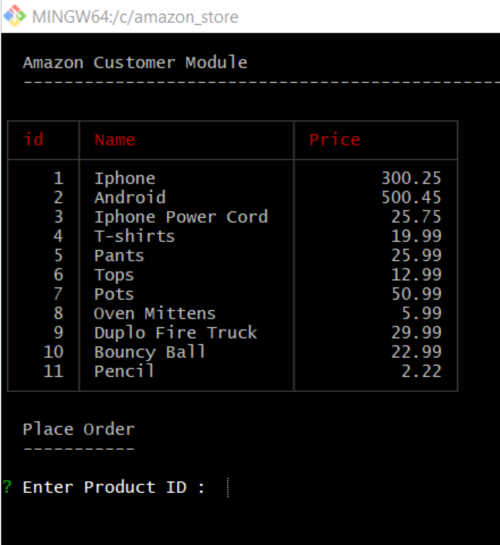 MINGW64:/c/amazon_store
Amazon Customer Module
-----------------------------------------------
id Name Price
1 Iphone 300.25
2 Android 500.45
3 Iphone Power Cord 25.75
4 T-shirts 19.99
5 Pants 25.99
6 Tops 12.99
7 Pots 50.99
8 Oven Mittens 5.99
9 Duplo Fire Truck 29.99
10 Bouncy Ball 22.99
11 Pencil 2.22
Place Order
-----------
? Enter Product ID :